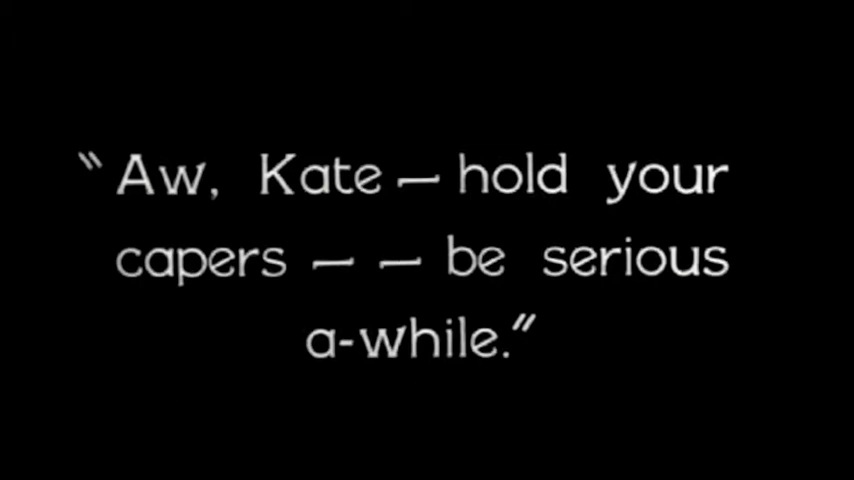 "Aw, Kate — hold your
capers — — be serious
a-while."